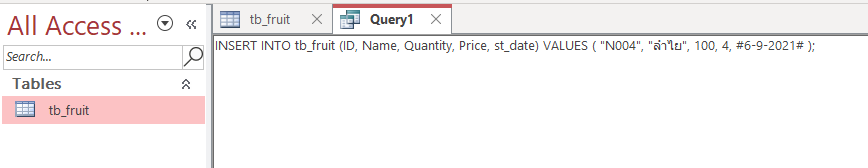 All Access ...
tb_fruit
Query1
Search...
INSERT INTO tb_fruit (ID, Name, Quantity, Price, st_date) VALUES ( "N004", "ลำไย", 100, 4, #6-9-2021# );
Tables
tb_fruit